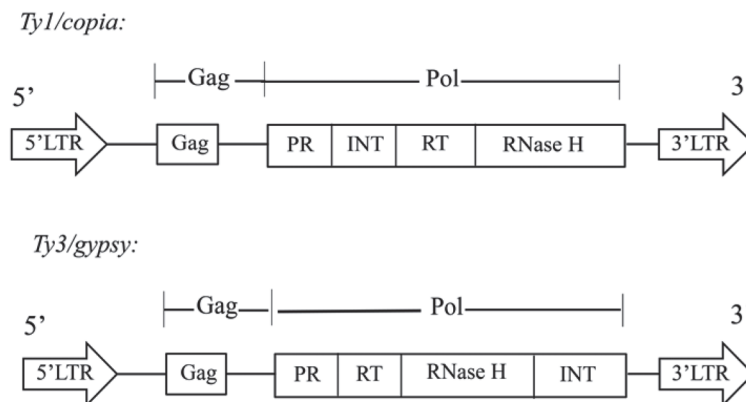 Ty1/copia:
Gag Pol
5’ 3
5’LTR Gag PR INT RT RNase H 3’LTR
Ty3/gypsy:
Gag Pol
5’ 3
5’LTR Gag PR RT RNase H INT 3’LTR